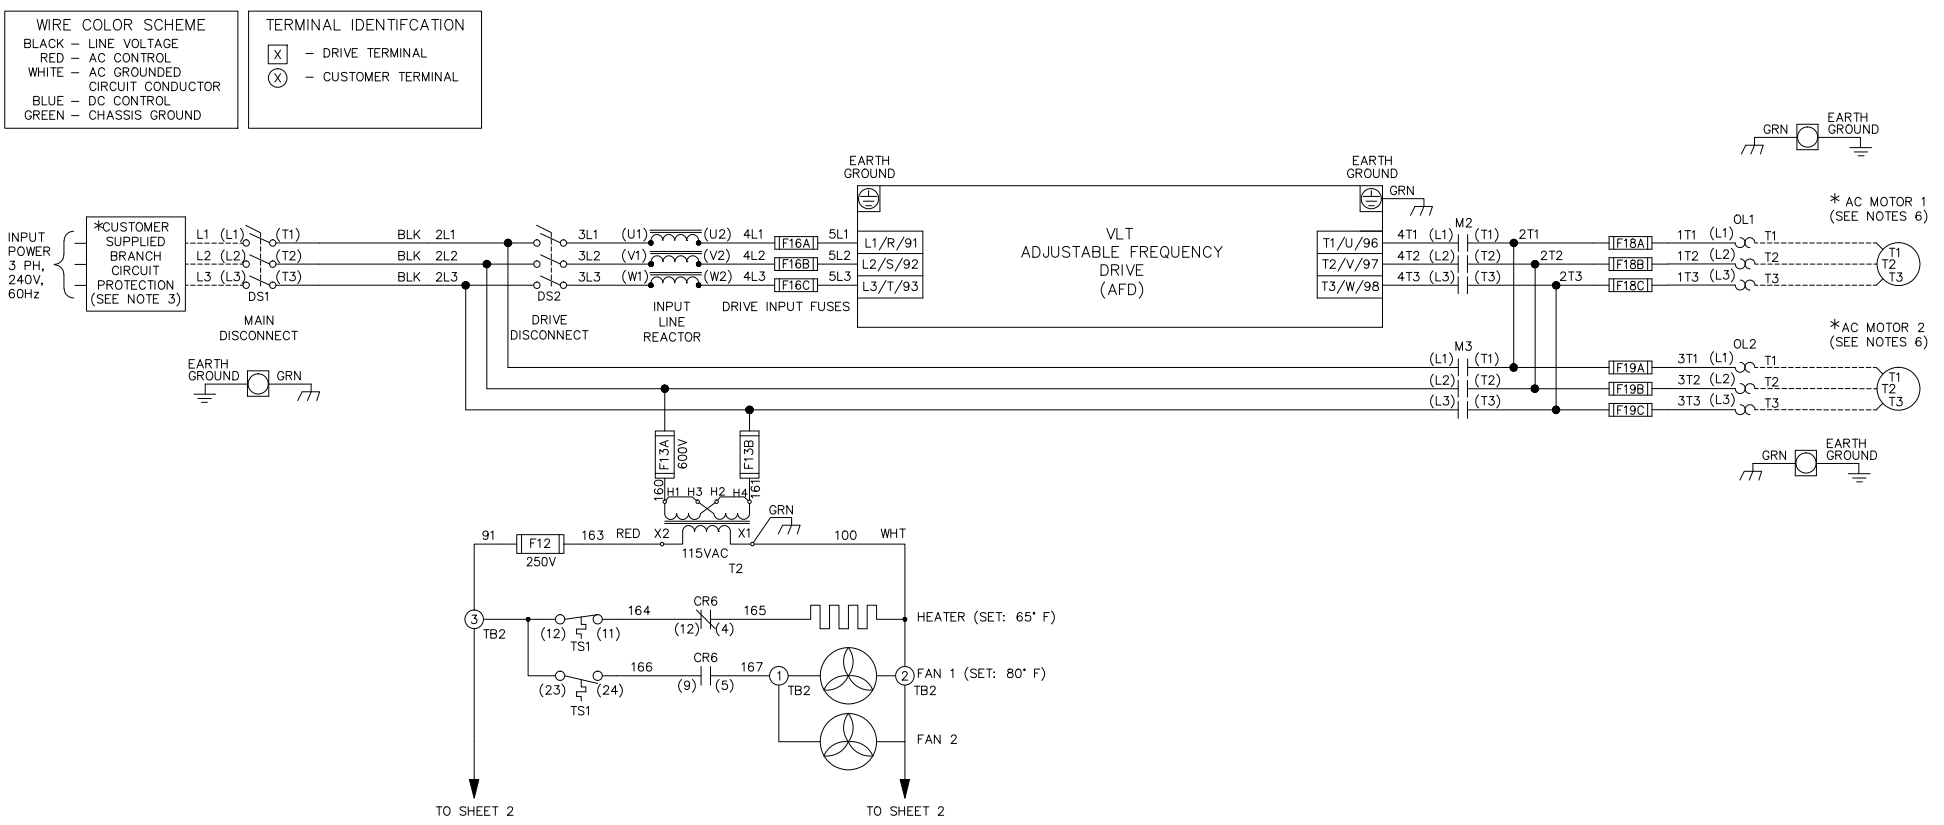 WIRE COLOR SCHEME
BLACK – LINE VOLTAGE
RED – AC CONTROL
WHITE – AC GROUNDED
CIRCUIT CONDUCTOR
BLUE – DC CONTROL
GREEN – CHASSIS GROUND
TERMINAL IDENTIFCATION
X – DRIVE TERMINAL
X – CUSTOMER TERMINAL
INPUT
POWER
3 PH,
240V,
60Hz
*CUSTOMER
SUPPLIED
BRANCH
CIRCUIT
PROTECTION
(SEE NOTE 3)
L1 (L1) (T1)
L2 (L2) (T2)
L3 (L3) (T3)
DS1
MAIN
DISCONNECT
BLK 2L1
BLK 2L2
BLK 2L3
DS2
DRIVE
DISCONNECT
3L1 (U1) (U2) 4L1 F16A 5L1
3L2 (V1) (V2) 4L2 F16B 5L2
3L3 (W1) (W2) 4L3 F16C 5L3
INPUT
LINE
REACTOR
DRIVE INPUT FUSES
EARTH
GROUND
L1/R/91
L2/S/92
L3/T/93
VLT
ADJUSTABLE FREQUENCY
DRIVE
(AFD)
EARTH
GROUND
GRN
T1/U/96
T2/V/97
T3/W/98
M2
4T1 (L1) (T1) 2T1
4T2 (L2) (T2) 2T2
4T3 (L3) (T3) 2T3
F18A 1T1 (L1) T1
F18B 1T2 (L2) T2
F18C 1T3 (L3) T3
OL1
GRN
EARTH
GROUND
* AC MOTOR 1
(SEE NOTES 6)
T1
T2
T3
EARTH
GROUND
GRN
M3
(L1) (T1)
(L2) (T2)
(L3) (T3)
F19A 3T1 (L1) T1
F19B 3T2 (L2) T2
F19C 3T3 (L3) T3
OL2
*AC MOTOR 2
(SEE NOTES 6)
T1
T2
T3
GRN
EARTH
GROUND
F13A
600V
F13B
160
161
H1 H3 H2 H4
GRN
91 F12 163 RED X2 X1 100 WHT
250V
115VAC
T2
3
TB2
(12) (11)
TS1
164
CR6
(12) (4)
165
HEATER (SET: 65° F)
(23) (24)
TS1
166
CR6
(9) (5)
167
1
TB2
2
TB2
FAN 1 (SET: 80° F)
FAN 2
TO SHEET 2
TO SHEET 2